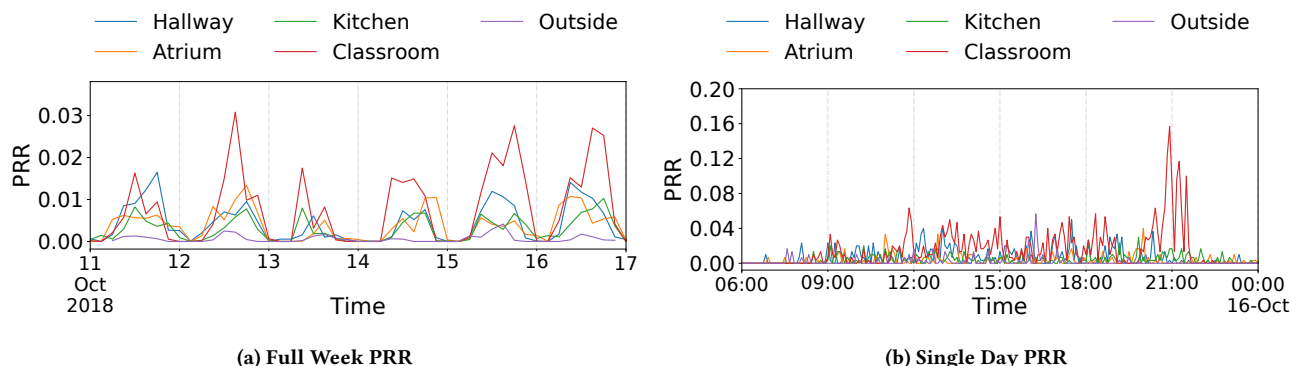 Hallway Kitchen Outside
Atrium Classroom
PRR
0.03
0.02
0.01
0.00
11 12 13 14 15 16 17
Oct
2018
Time
(a) Full Week PRR
Hallway Kitchen Outside
Atrium Classroom
PRR
0.20
0.16
0.12
0.08
0.04
0.00
06:00 09:00 12:00 15:00 18:00 21:00 00:00
16-Oct
Time
(b) Single Day PRR